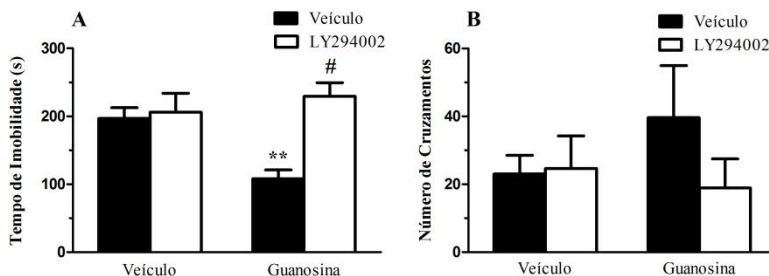 A
Veículo
LY294002
Tempo de Imobilidade (s)
300
200
100
0
**
#
Veículo
Guanosina
B
Veículo
LY294002
Número de Cruzamentos
60
40
20
0
Veículo
Guanosina